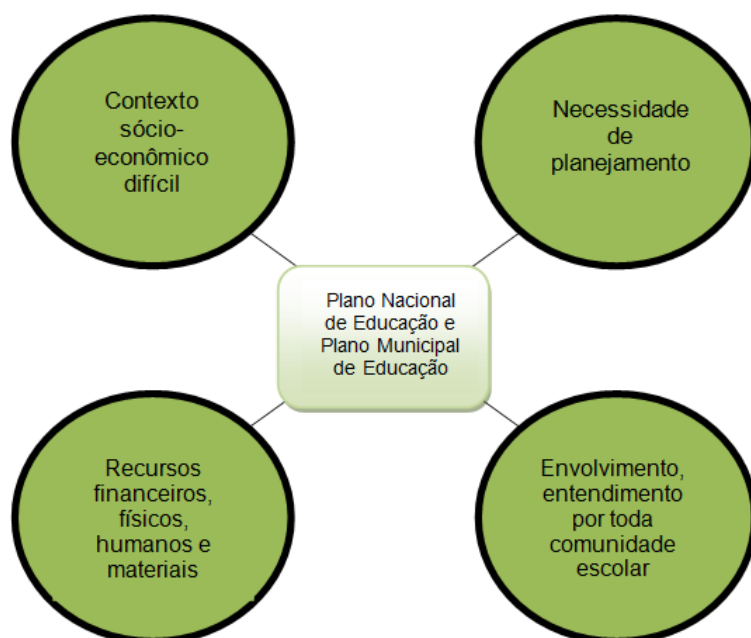 Contexto
sócio-
econômico
difícil
Necessidade
de
planejamento
Plano Nacional
de Educação e
Plano Municipal
de Educação
Recursos
financeiros,
físicos,
humanos e
materiais
Envolvimento,
entendimento
por toda
comunidade
escolar